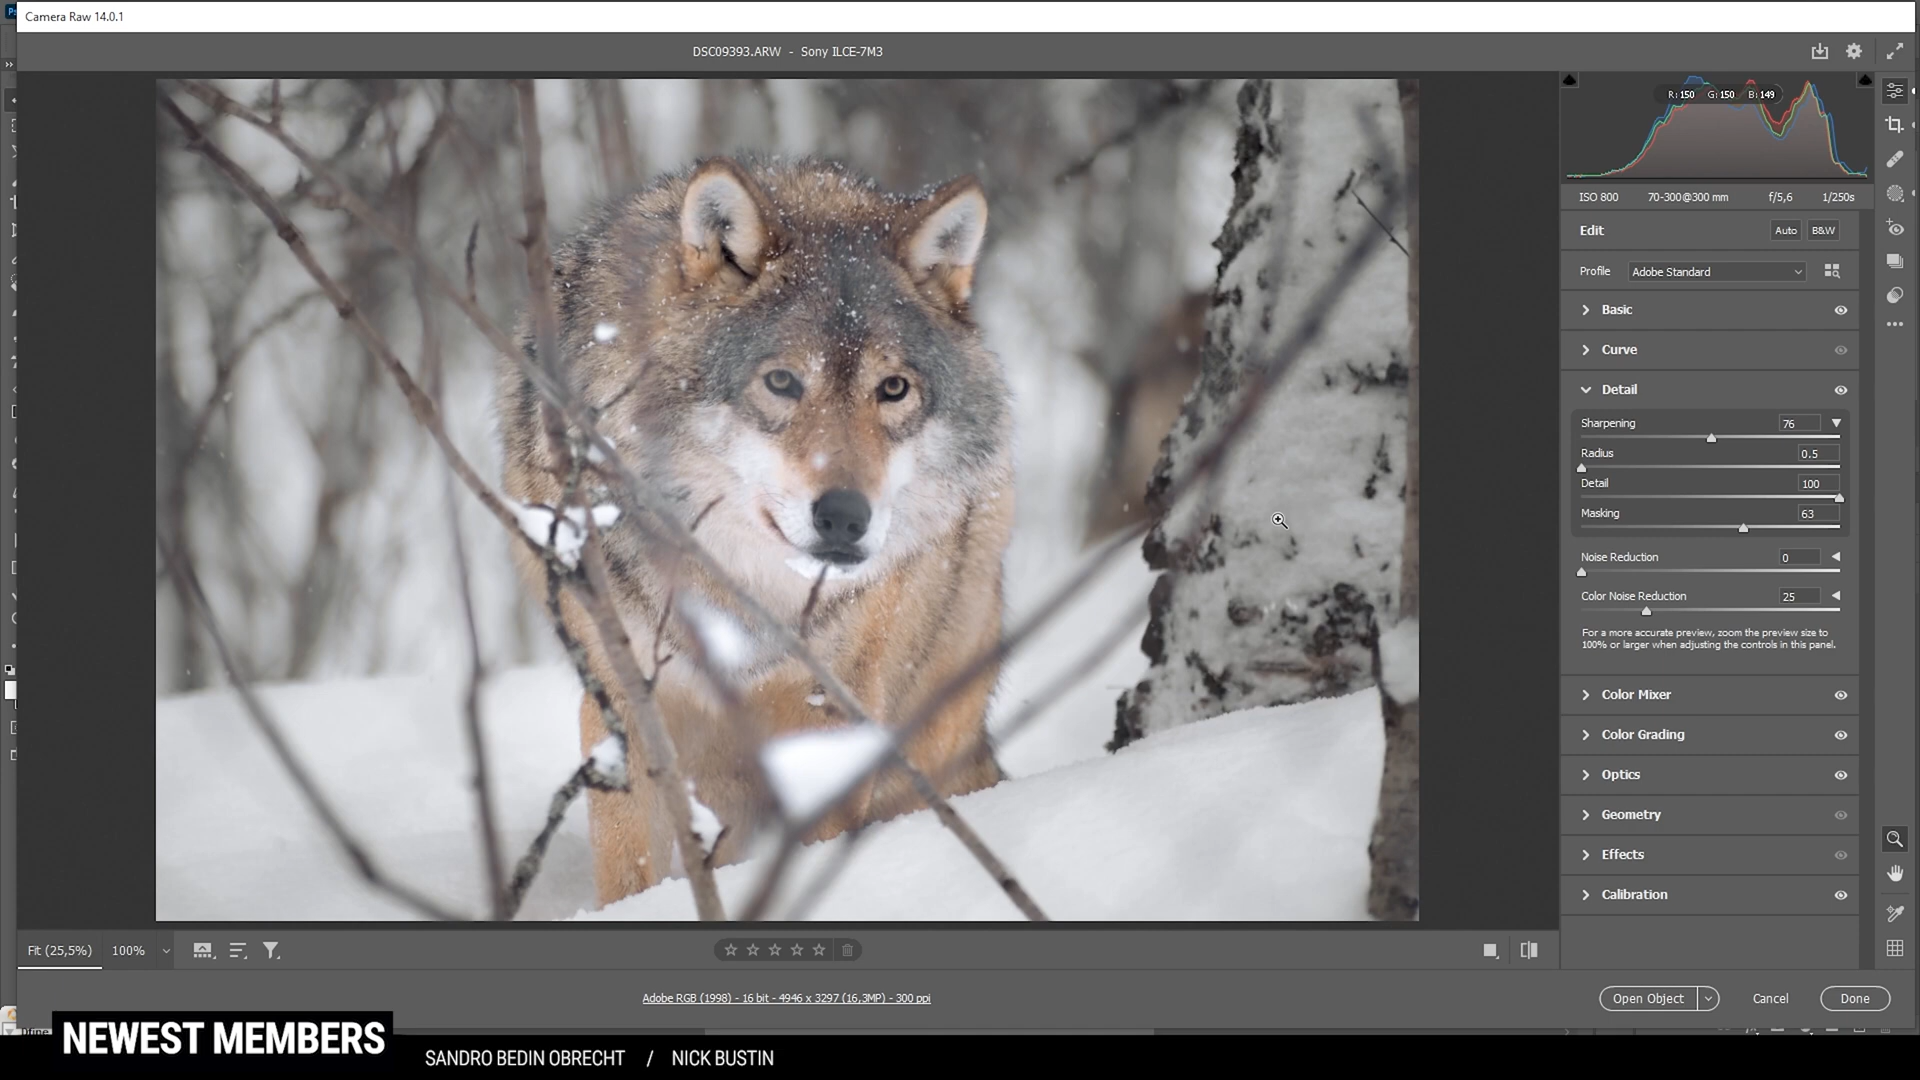 Ps
Camera Raw 14.0.1
DSC09393.ARW - Sony ILCE-7M3
R: 150 G: 150 B: 149
ISO 800 70-300@300 mm f/5,6 1/250s
Edit Auto B&W
Profile Adobe Standard
Basic
Curve
Detail
Sharpening 76
Radius 0.5
Detail 100
Masking 63
Noise Reduction 0
Color Noise Reduction 25
For a more accurate preview, zoom the preview size to
100% or larger when adjusting the controls in this panel.
Color Mixer
Color Grading
Optics
Geometry
Effects
Calibration
Fit (25,5%) 100%
Adobe RGB (1998) - 16 bit - 4946 x 3297 (16,3MP) - 300 ppi
Open Object Cancel Done
NEWEST MEMBERS
SANDRO BEDIN OBRECHT / NICK BUSTIN